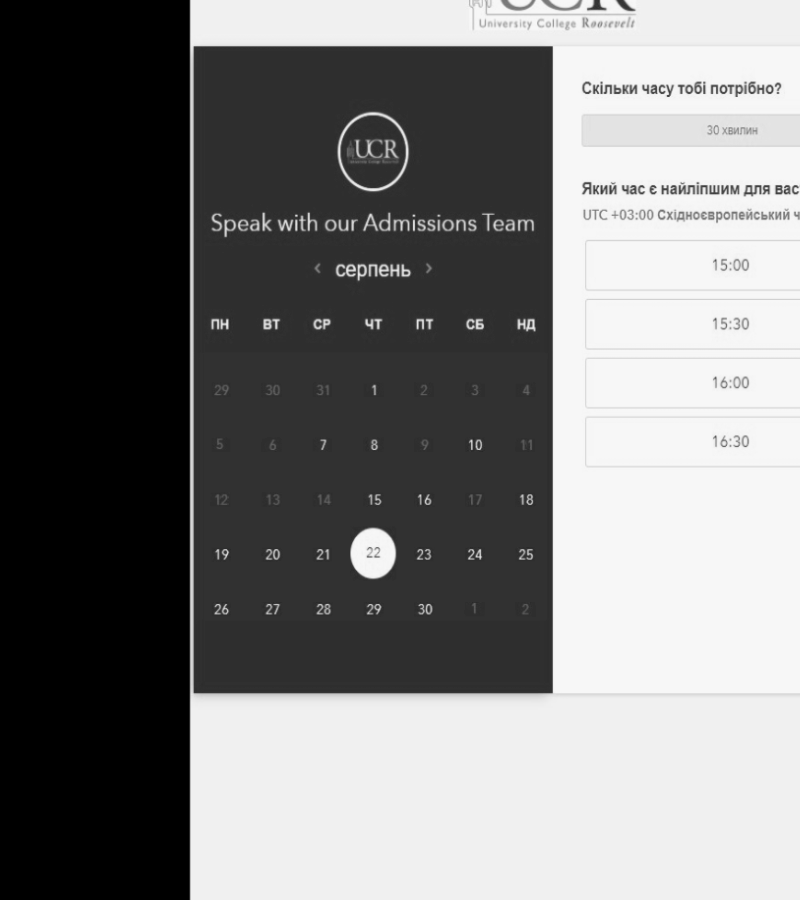 UCR
University College Roosevelt
UCR
Speak with our Admissions Team
< серпень >
ПН ВТ СР ЧТ ПТ СБ НД
29 30 31 1 2 3 4
5 6 7 8 9 10 11
12 13 14 15 16 17 18
19 20 21 22 23 24 25
26 27 28 29 30 1 2
Скільки часу тобі потрібно?
30 хвилин
Який час є найліпшим для вас
UTC +03:00 Східноєвропейський ч
15:00
15:30
16:00
16:30